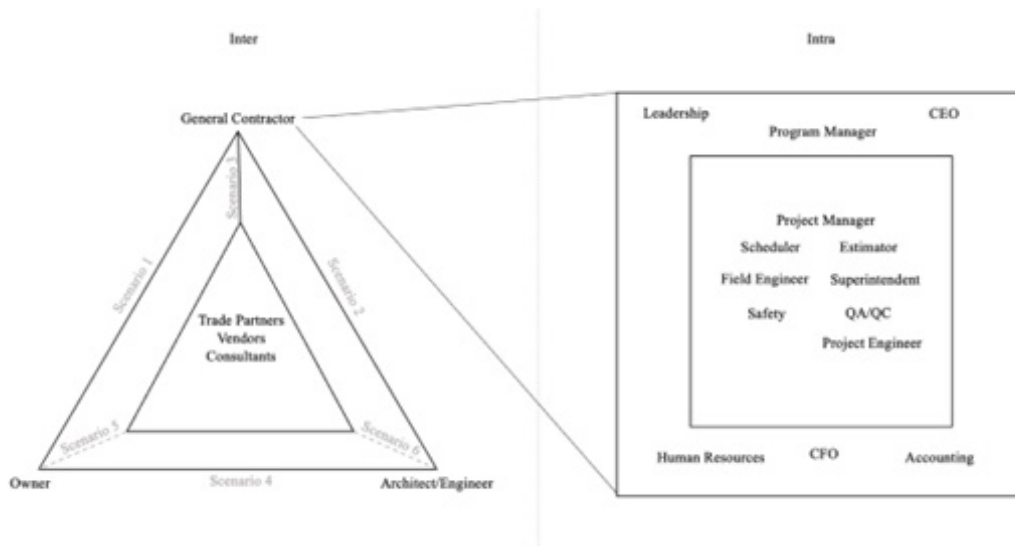 Inter
General Contractor
Scenario 3
Scenario 1
Scenario 2
Trade Partners
Vendors
Consultants
Scenario 5
Scenario 6
Owner
Scenario 4
Architect/Engineer
Intra
Leadership
CEO
Program Manager
Project Manager
Scheduler
Estimator
Field Engineer
Superintendent
Safety
QA/QC
Project Engineer
Human Resources
CFO
Accounting